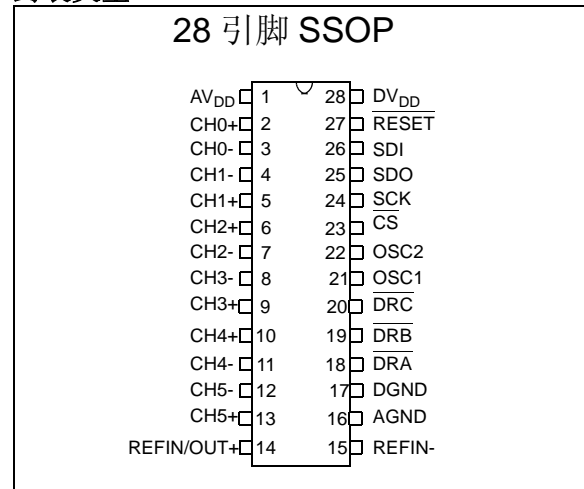 28 引脚 SSOP
AVDD 1 28 DVDD
CH0+ 2 27 RESET
CH0- 3 26 SDI
CH1- 4 25 SDO
CH1+ 5 24 SCK
CH2+ 6 23 CS
CH2- 7 22 OSC2
CH3- 8 21 OSC1
CH3+ 9 20 DRC
CH4+ 10 19 DRB
CH4- 11 18 DRA
CH5- 12 17 DGND
CH5+ 13 16 AGND
REFIN/OUT+ 14 15 REFIN-